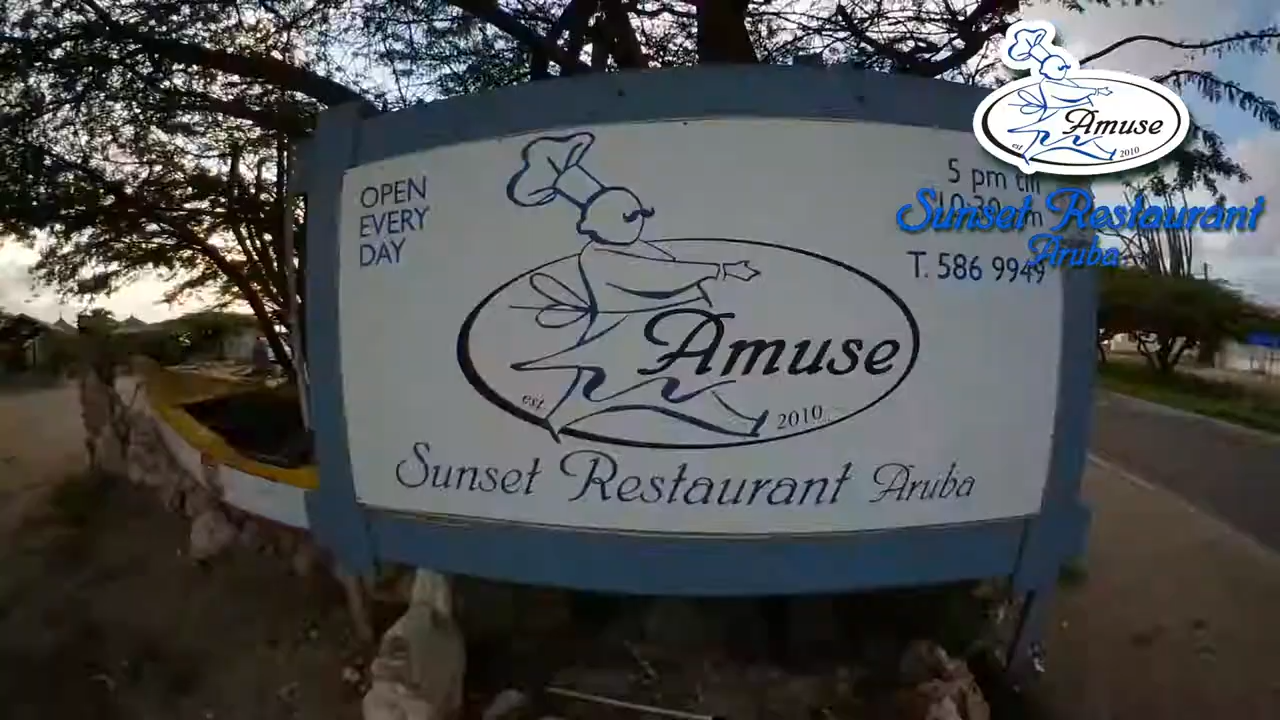 OPEN
EVERY
DAY
5 pm till
T. 586 9949
Amuse
est.
2010
Sunset Restaurant Aruba
Amuse
est.
2010
Sunset Restaurant
Aruba